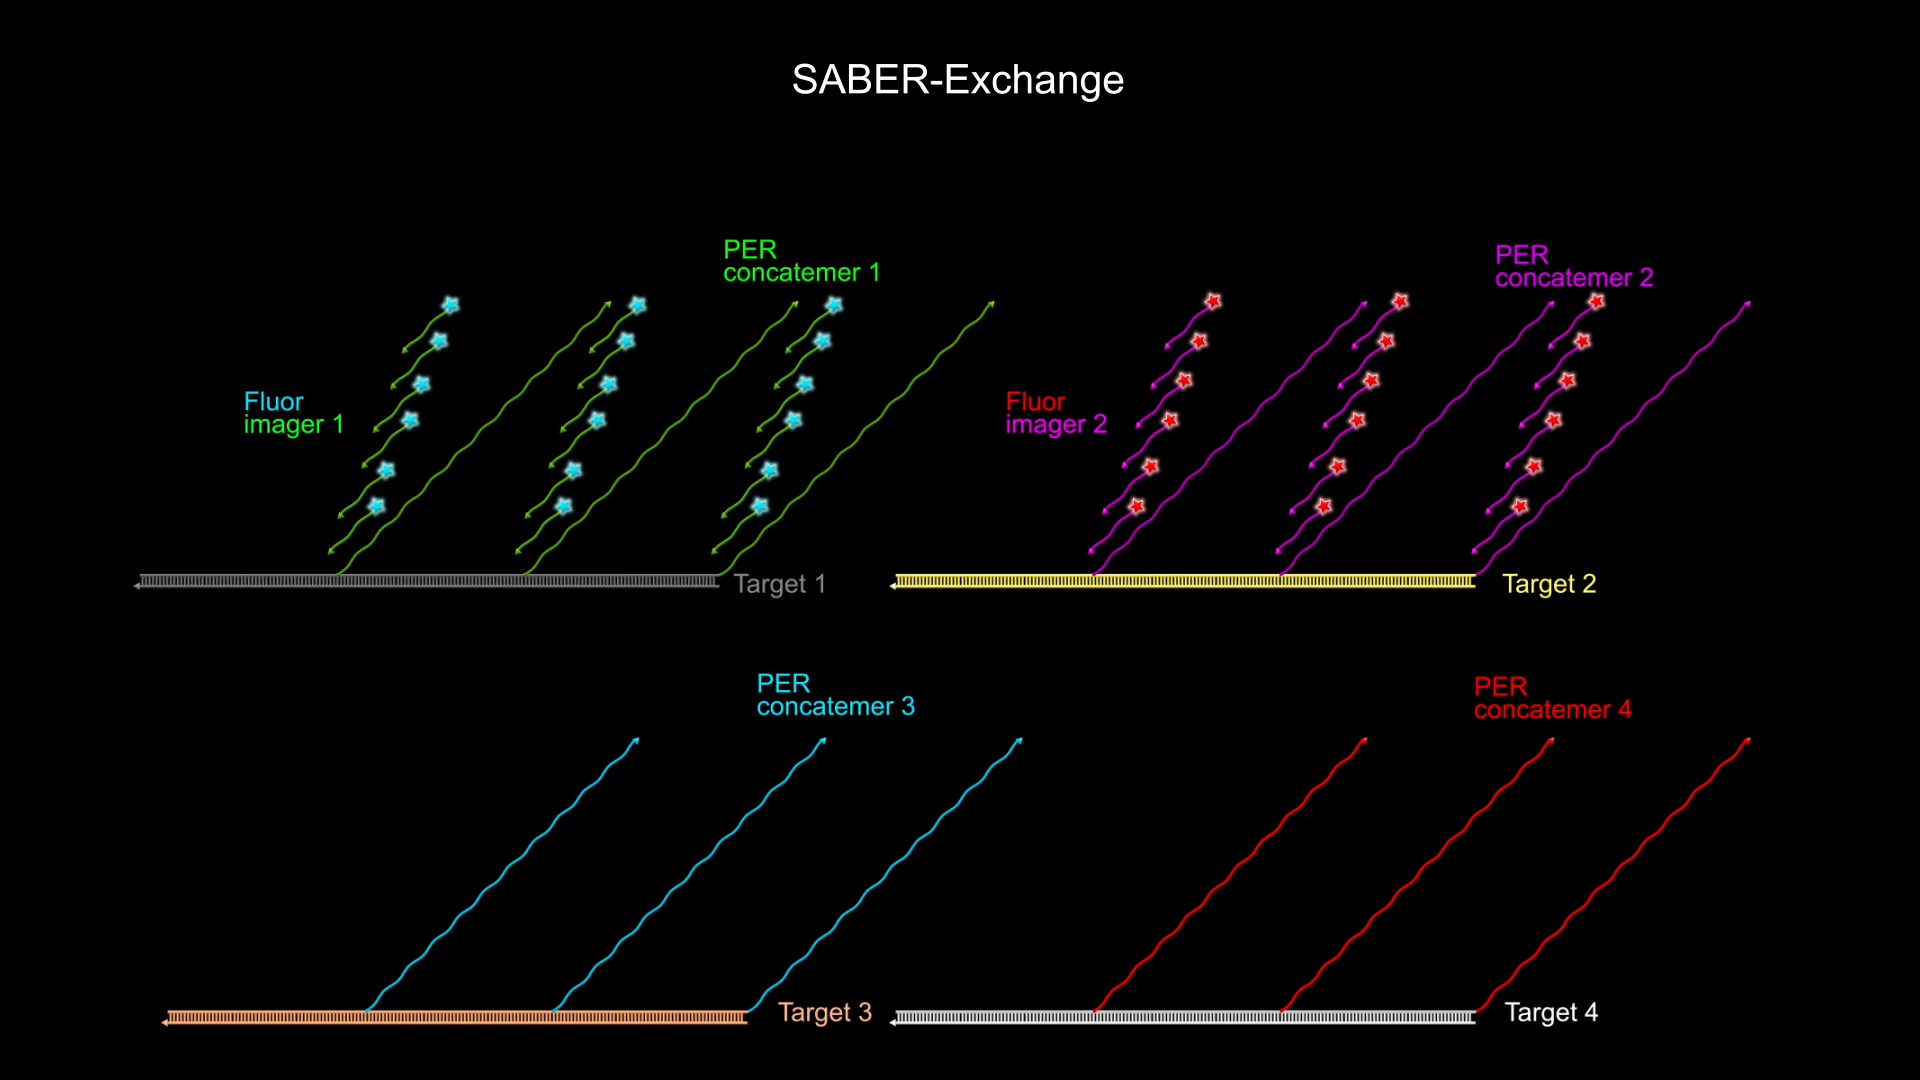 SABER-Exchange
PER
concatemer 1
Fluor
imager 1
Target 1
PER
concatemer 2
Fluor
imager 2
Target 2
PER
concatemer 3
Target 3
PER
concatemer 4
Target 4